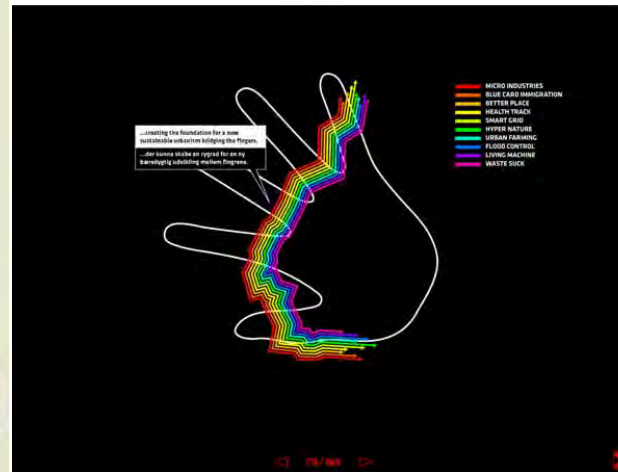 MICRO INDUSTRIES
BLUE CARD IMMIGRATION
BETTER PLACE
HEALTH TRACK
SMART GRID
HYPER NATURE
URBAN FARMING
FLOOD CONTROL
LIVING MACHINE
WASTE SUCK
...creating the foundation for a new
sustainable urbanism bridging the fingers.
...der kunne skabe en rygrad for en ny
bæredygtig udvikling mellem fingrene.